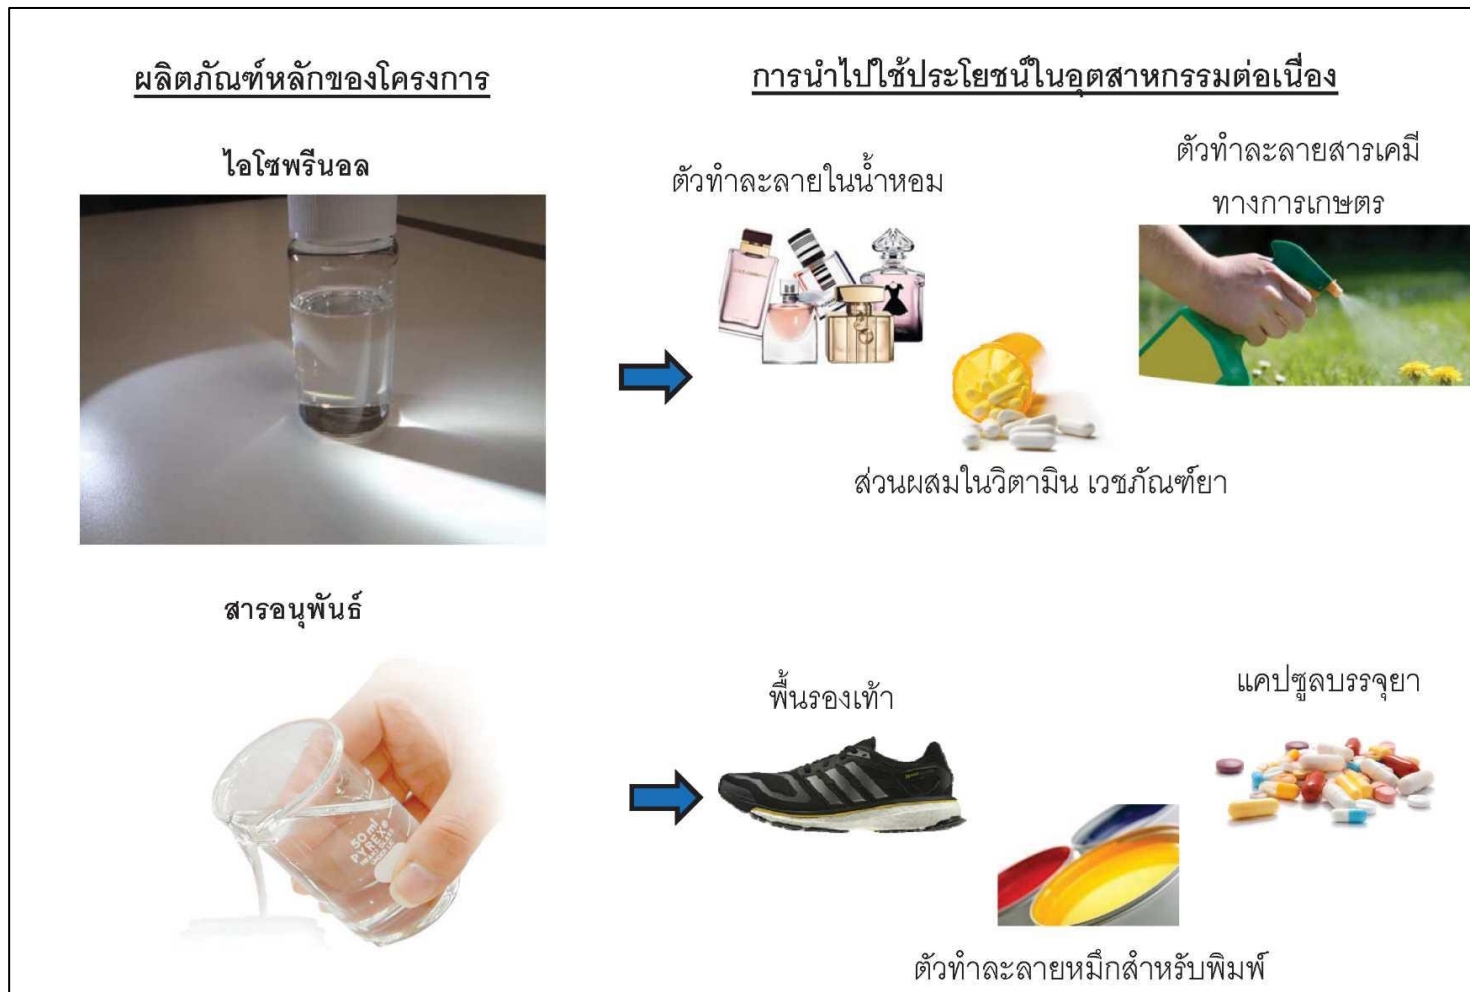 ผลิตภัณฑ์หลักของโครงการ
การนำไปใช้ประโยชน์ในอุตสาหกรรมต่อเนื่อง
ไอโซพรีนอล
ตัวทำละลายในน้ำหอม
ตัวทำละลายสารเคมี
ทางการเกษตร
ส่วนผสมในวิตามิน เวชภัณฑ์ยา
สารอนุพันธ์
พื้นรองเท้า
แคปซูลบรรจุยา
50 ml
PYREX®
ตัวทำละลายหมึกสำหรับพิมพ์